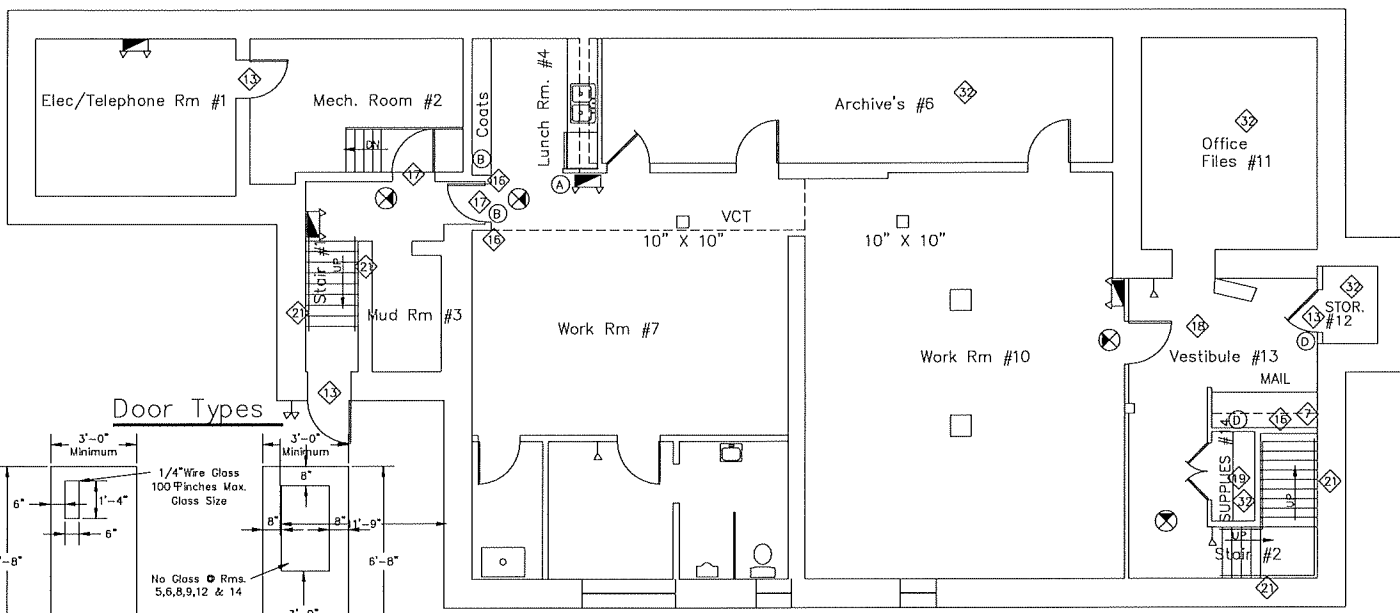 Elec/Telephone Rm #1
13
Mech. Room #2
DN
17
Coats
B
Lunch Rm. #4
16
17
B
16
A
Archive's #6
32
32
Office
Files #11
VCT
10" X 10"
10" X 10"
Stair #1
UP
21
21
Mud Rm #3
13
Work Rm #7
Work Rm #10
18
Vestibule #13
32
STOR.
#12
13
D
MAIL
D
16
7
SUPPLIES #14
19
32
UP
21
UP
Stair #2
21
Door Types
3'-0"
Minimum
1/4"Wire Glass
100 ▯inches Max.
Glass Size
6"
1'-4"
6"
3'-0"
Minimum
8"
8"
8"
1'-9"
6'-8"
'-8"
No Glass @ Rms.
5,6,8,9,12 & 14